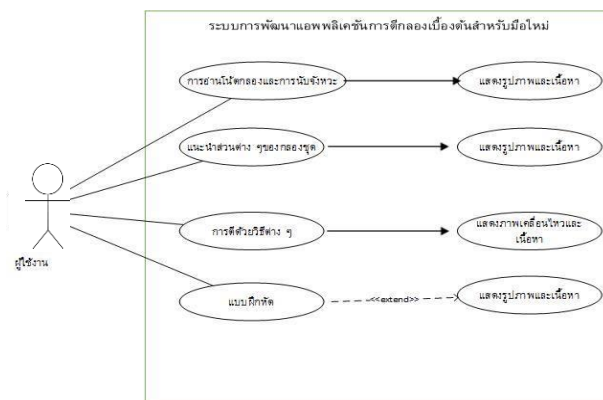 ระบบการพัฒนาแอพพลิเคชันการตีกลองเบื้องต้นสำหรับมือใหม่
การอ่านโน้ตกลองและการนับจังหวะ
แสดงรูปภาพและเนื้อหา
แนะนำส่วนต่าง ๆของกลองชุด
แสดงรูปภาพและเนื้อหา
การตีด้วยวิธีต่าง ๆ
แสดงภาพเคลื่อนไหวและ
เนื้อหา
ผู้ใช้งาน
แบบฝึกหัด
<<extend>>
แสดงรูปภาพและเนื้อหา